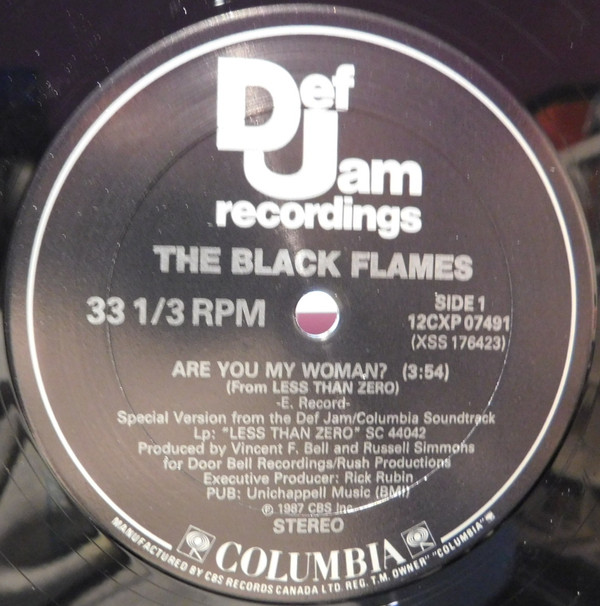 Def
Jam
recordings
THE BLACK FLAMES
33 1/3 RPM
SIDE 1
12CXP 07491
(XSS 176423)
ARE YOU MY WOMAN? (3:54)
(From LESS THAN ZERO)
-E. Record-
Special Version from the Def Jam/Columbia Soundtrack
Lp: "LESS THAN ZERO" SC 44042
Produced by Vincent F. Bell and Russell Simmons
for Door Bell Recordings/Rush Productions
Executive Producer: Rick Rubin
PUB: Unichappell Music (BMI)
℗ 1987 CBS Inc.
STEREO
COLUMBIA
MANUFACTURED BY CBS RECORDS CANADA LTD. REG. T.M. OWNER "COLUMBIA"